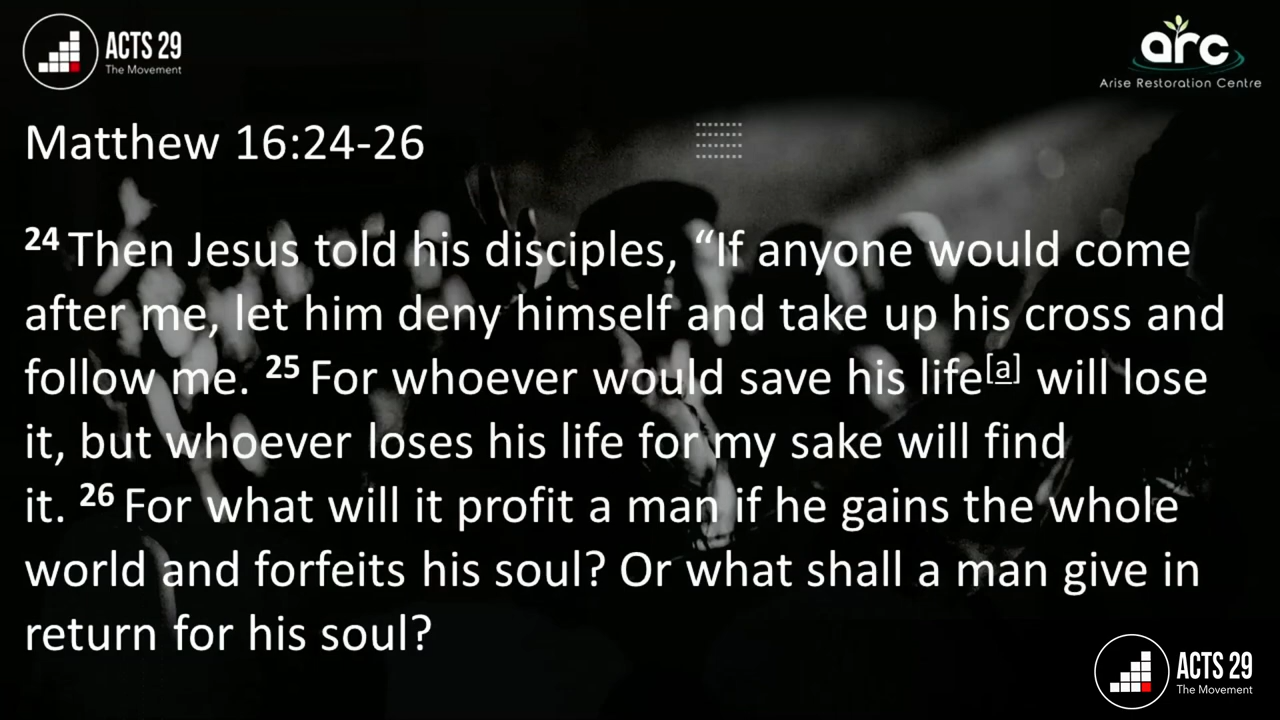 ACTS 29
The Movement
arc
Arise Restoration Centre
Matthew 16:24-26
24 Then Jesus told his disciples, “If anyone would come
after me, let him deny himself and take up his cross and
follow me. 25 For whoever would save his life[a] will lose
it, but whoever loses his life for my sake will find
it. 26 For what will it profit a man if he gains the whole
world and forfeits his soul? Or what shall a man give in
return for his soul?
ACTS 29
The Movement